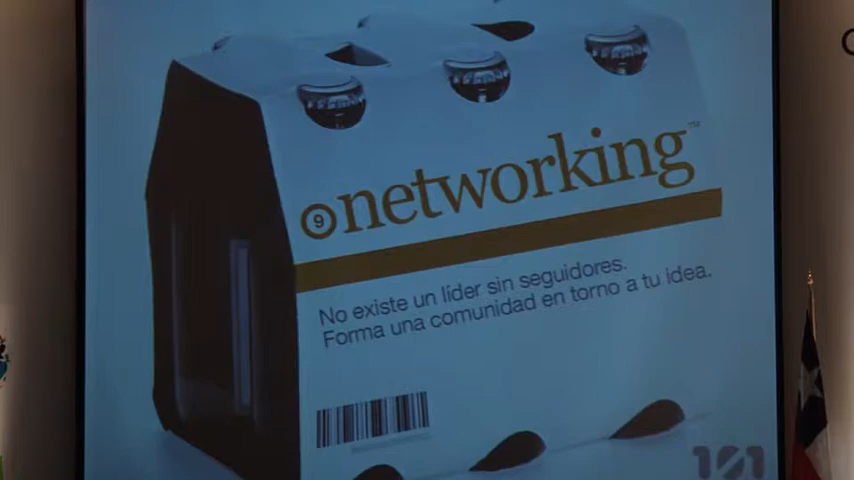 9 networking™
No existe un líder sin seguidores.
Forma una comunidad en torno a tu idea.
101